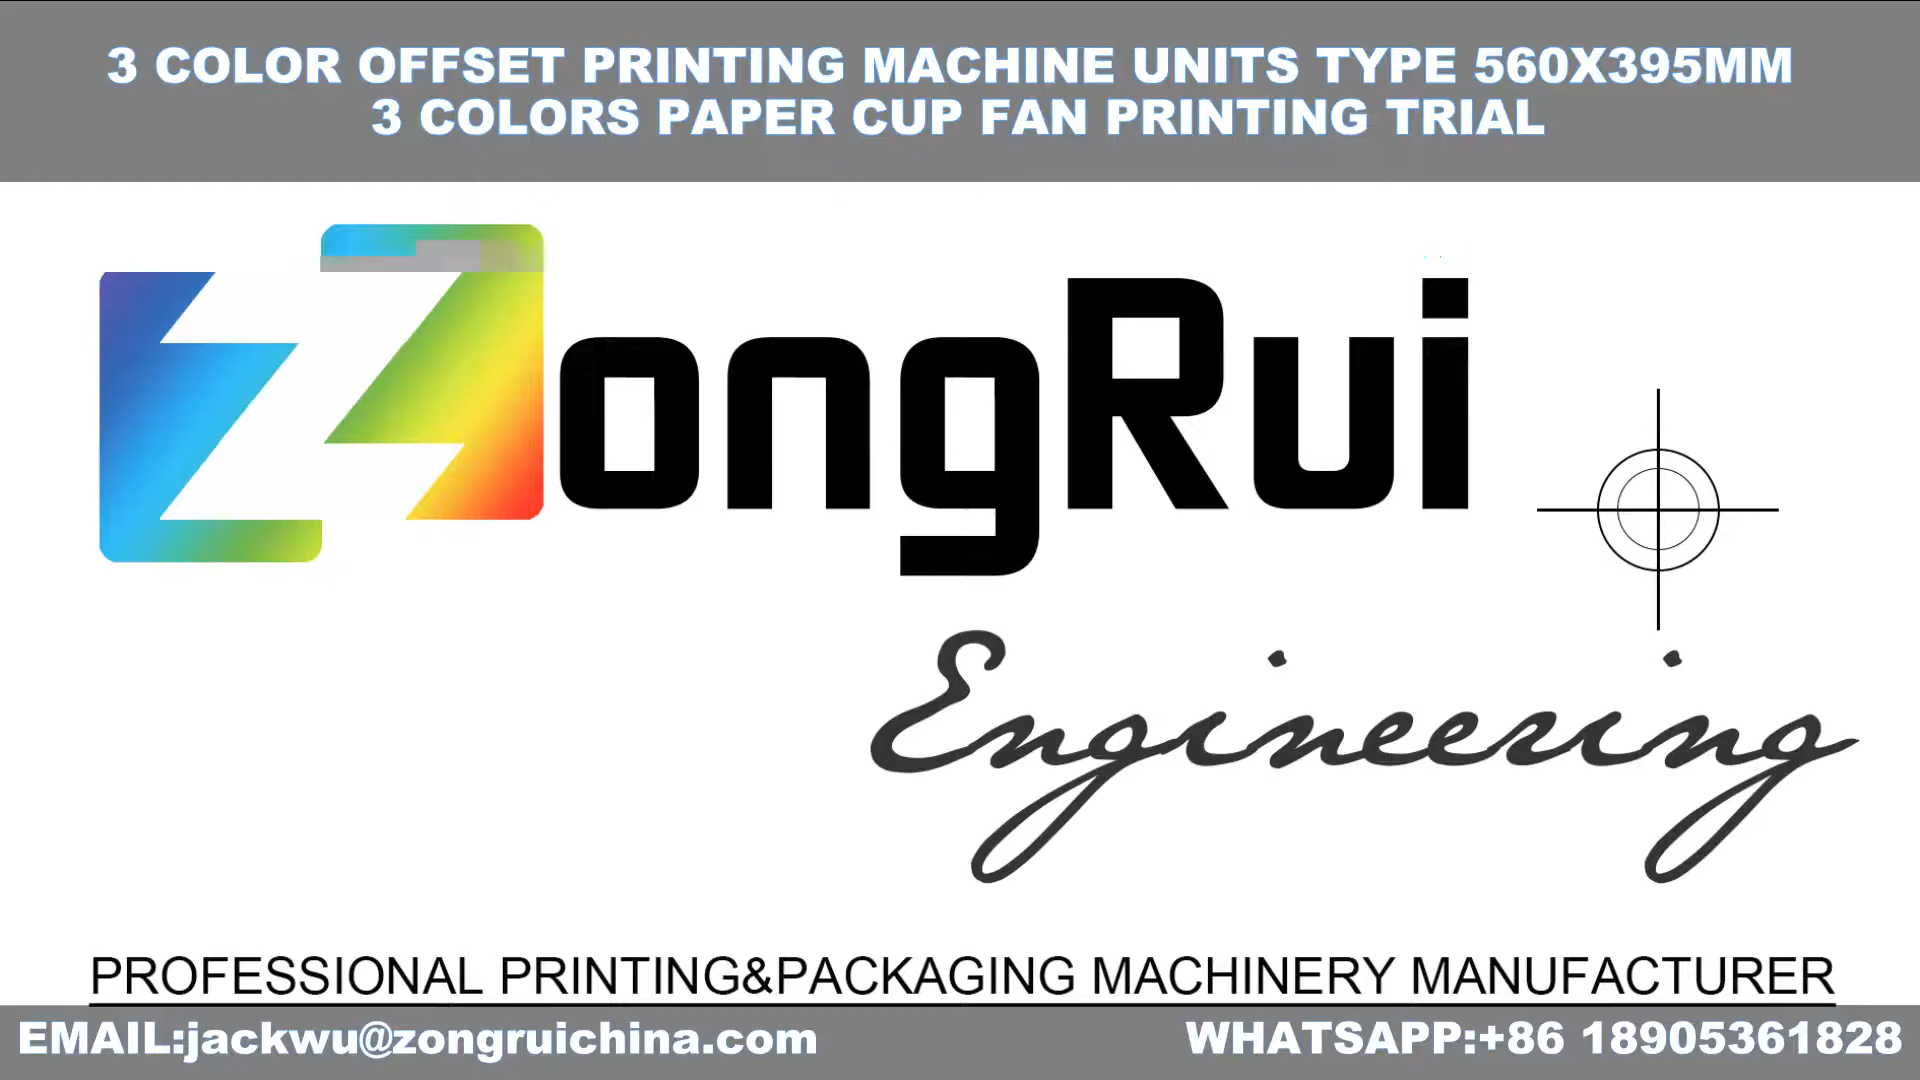 3 COLOR OFFSET PRINTING MACHINE UNITS TYPE 560X395MM
3 COLORS PAPER CUP FAN PRINTING TRIAL
ZongRui
Engineering
PROFESSIONAL PRINTING&PACKAGING MACHINERY MANUFACTURER
EMAIL:jackwu@zongruichina.com
WHATSAPP:+86 18905361828